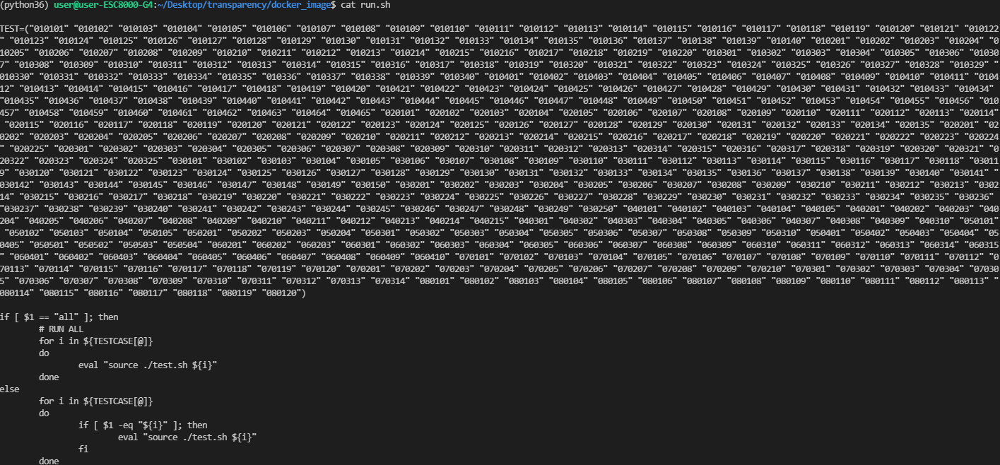 (python36) user@user-ESC8000-G4:~/Desktop/transparency/docker_image$ cat run.sh
TEST=("010101" "010102" "010103" "010104" "010105" "010106" "010107" "010108" "010109" "010110" "010111" "010112" "010113" "010114" "010115" "010116" "010117" "010118" "010119" "010120" "010121" "010122
" "010123" "010124" "010125" "010126" "010127" "010128" "010129" "010130" "010131" "010132" "010133" "010134" "010135" "010136" "010137" "010138" "010139" "010140" "010201" "010202" "010203" "010204" "0
10205" "010206" "010207" "010208" "010209" "010210" "010211" "010212" "010213" "010214" "010215" "010216" "010217" "010218" "010219" "010220" "010301" "010302" "010303" "010304" "010305" "010306" "01030
7" "010308" "010309" "010310" "010311" "010312" "010313" "010314" "010315" "010316" "010317" "010318" "010319" "010320" "010321" "010322" "010323" "010324" "010325" "010326" "010327" "010328" "010329" "
010330" "010331" "010332" "010333" "010334" "010335" "010336" "010337" "010338" "010339" "010340" "010401" "010402" "010403" "010404" "010405" "010406" "010407" "010408" "010409" "010410" "010411" "0104
12" "010413" "010414" "010415" "010416" "010417" "010418" "010419" "010420" "010421" "010422" "010423" "010424" "010425" "010426" "010427" "010428" "010429" "010430" "010431" "010432" "010433" "010434"
"010435" "010436" "010437" "010438" "010439" "010440" "010441" "010442" "010443" "010444" "010445" "010446" "010447" "010448" "010449" "010450" "010451" "010452" "010453" "010454" "010455" "010456" "010
457" "010458" "010459" "010460" "010461" "010462" "010463" "010464" "010465" "020101" "020102" "020103" "020104" "020105" "020106" "020107" "020108" "020109" "020110" "020111" "020112" "020113" "020114"
"020115" "020116" "020117" "020118" "020119" "020120" "020121" "020122" "020123" "020124" "020125" "020126" "020127" "020128" "020129" "020130" "020131" "020132" "020133" "020134" "020135" "020201" "02
0202" "020203" "020204" "020205" "020206" "020207" "020208" "020209" "020210" "020211" "020212" "020213" "020214" "020215" "020216" "020217" "020218" "020219" "020220" "020221" "020222" "020223" "020224
" "020225" "020301" "020302" "020303" "020304" "020305" "020306" "020307" "020308" "020309" "020310" "020311" "020312" "020313" "020314" "020315" "020316" "020317" "020318" "020319" "020320" "020321" "0
20322" "020323" "020324" "020325" "030101" "030102" "030103" "030104" "030105" "030106" "030107" "030108" "030109" "030110" "030111" "030112" "030113" "030114" "030115" "030116" "030117" "030118" "03011
9" "030120" "030121" "030122" "030123" "030124" "030125" "030126" "030127" "030128" "030129" "030130" "030131" "030132" "030133" "030134" "030135" "030136" "030137" "030138" "030139" "030140" "030141" "
030142" "030143" "030144" "030145" "030146" "030147" "030148" "030149" "030150" "030201" "030202" "030203" "030204" "030205" "030206" "030207" "030208" "030209" "030210" "030211" "030212" "030213" "0302
14" "030215" "030216" "030217" "030218" "030219" "030220" "030221" "030222" "030223" "030224" "030225" "030226" "030227" "030228" "030229" "030230" "030231" "030232" "030233" "030234" "030235" "030236"
"030237" "030238" "030239" "030240" "030241" "030242" "030243" "030244" "030245" "030246" "030247" "030248" "030249" "030250" "040101" "040102" "040103" "040104" "040105" "040201" "040202" "040203" "040
204" "040205" "040206" "040207" "040208" "040209" "040210" "040211" "040212" "040213" "040214" "040215" "040301" "040302" "040303" "040304" "040305" "040306" "040307" "040308" "040309" "040310" "050101"
"050102" "050103" "050104" "050105" "050201" "050202" "050203" "050204" "050301" "050302" "050303" "050304" "050305" "050306" "050307" "050308" "050309" "050310" "050401" "050402" "050403" "050404" "05
0405" "050501" "050502" "050503" "050504" "060201" "060202" "060203" "060301" "060302" "060303" "060304" "060305" "060306" "060307" "060308" "060309" "060310" "060311" "060312" "060313" "060314" "060315
" "060401" "060402" "060403" "060404" "060405" "060406" "060407" "060408" "060409" "060410" "070101" "070102" "070103" "070104" "070105" "070106" "070107" "070108" "070109" "070110" "070111" "070112" "0
70113" "070114" "070115" "070116" "070117" "070118" "070119" "070120" "070201" "070202" "070203" "070204" "070205" "070206" "070207" "070208" "070209" "070210" "070301" "070302" "070303" "070304" "07030
5" "070306" "070307" "070308" "070309" "070310" "070311" "070312" "070313" "070314" "080101" "080102" "080103" "080104" "080105" "080106" "080107" "080108" "080109" "080110" "080111" "080112" "080113" "
080114" "080115" "080116" "080117" "080118" "080119" "080120")
if [ $1 == "all" ]; then
# RUN ALL
for i in ${TESTCASE[@]}
do
eval "source ./test.sh ${i}"
done
else
for i in ${TESTCASE[@]}
do
if [ $1 -eq "${i}" ]; then
eval "source ./test.sh ${i}"
fi
done